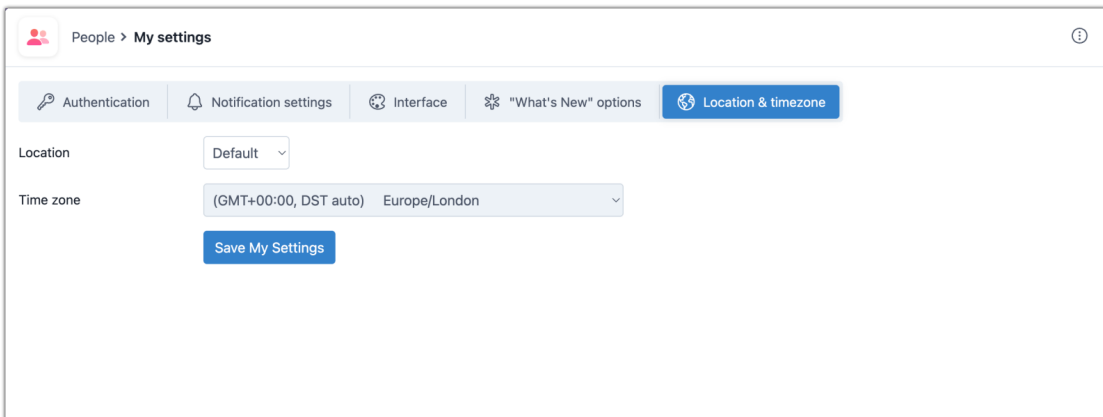 People > My settings
Authentication
Notification settings
Interface
"What's New" options
Location & timezone
Location
Default
Time zone
(GMT+00:00, DST auto) Europe/London
Save My Settings